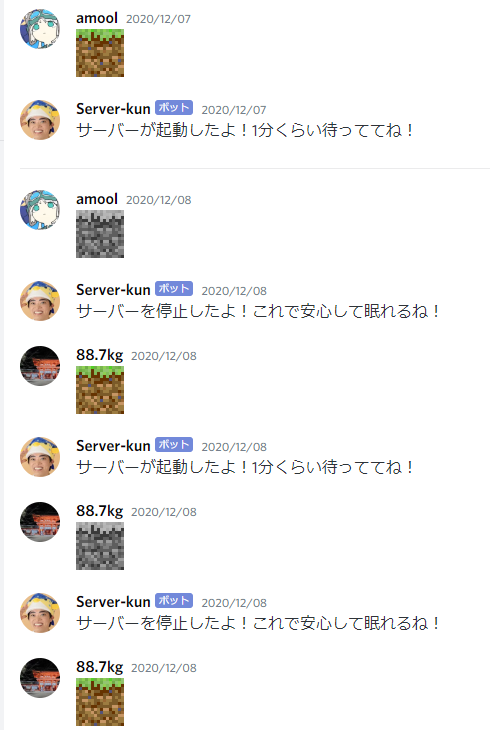 amool 2020/12/07
Server-kun ボット 2020/12/07
サーバーが起動したよ！1分くらい待っててね！
amool 2020/12/08
Server-kun ボット 2020/12/08
サーバーを停止したよ！これで安心して眠れるね！
88.7kg 2020/12/08
Server-kun ボット 2020/12/08
サーバーが起動したよ！1分くらい待っててね！
88.7kg 2020/12/08
Server-kun ボット 2020/12/08
サーバーを停止したよ！これで安心して眠れるね！
88.7kg 2020/12/08